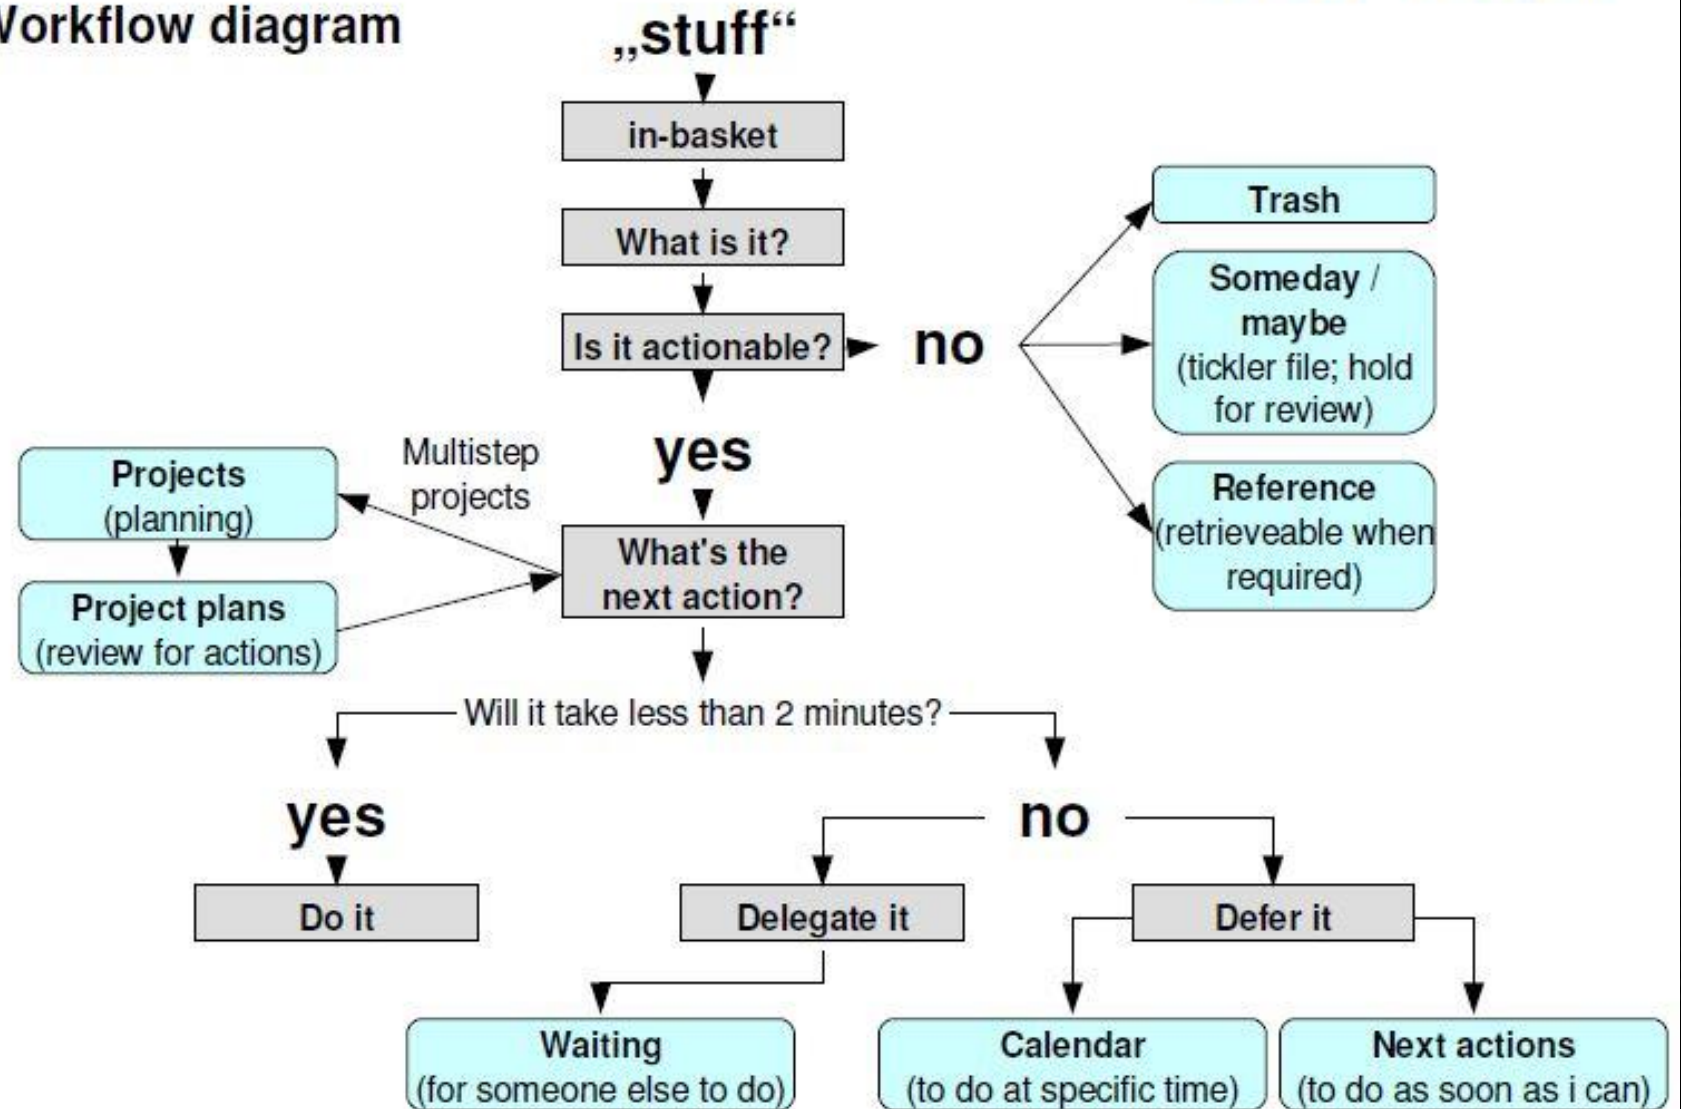 Workflow diagram
„stuff“
in-basket
What is it?
Is it actionable?
no
Trash
Someday /
maybe
(tickler file; hold
for review)
Reference
(retrieveable when
required)
yes
Multistep
projects
Projects
(planning)
Project plans
(review for actions)
What's the
next action?
Will it take less than 2 minutes?
yes
no
Do it
Delegate it
Defer it
Waiting
(for someone else to do)
Calendar
(to do at specific time)
Next actions
(to do as soon as i can)